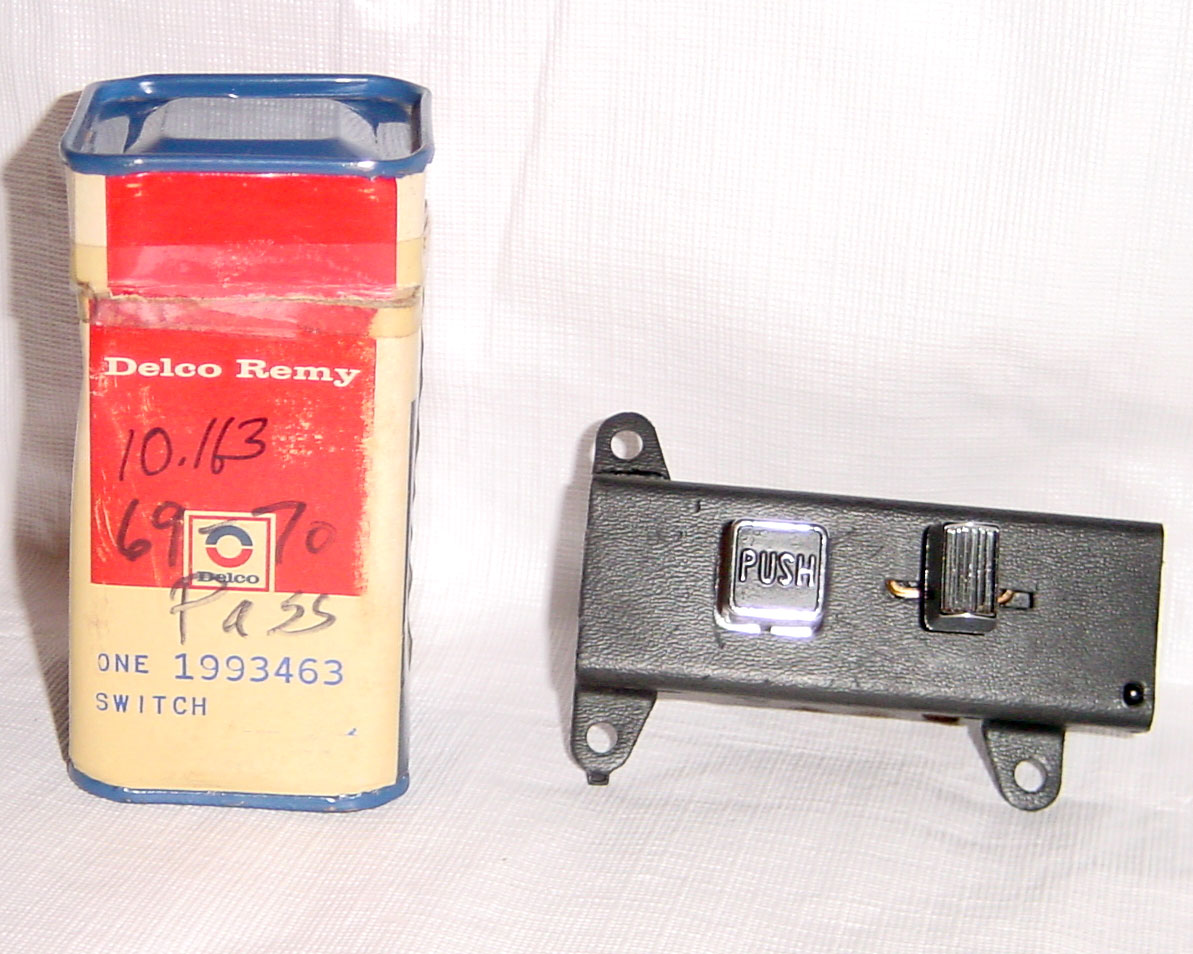 Delco Remy
10.163
69-70
Delco
Pass
ONE 1993463
SWITCH
PUSH